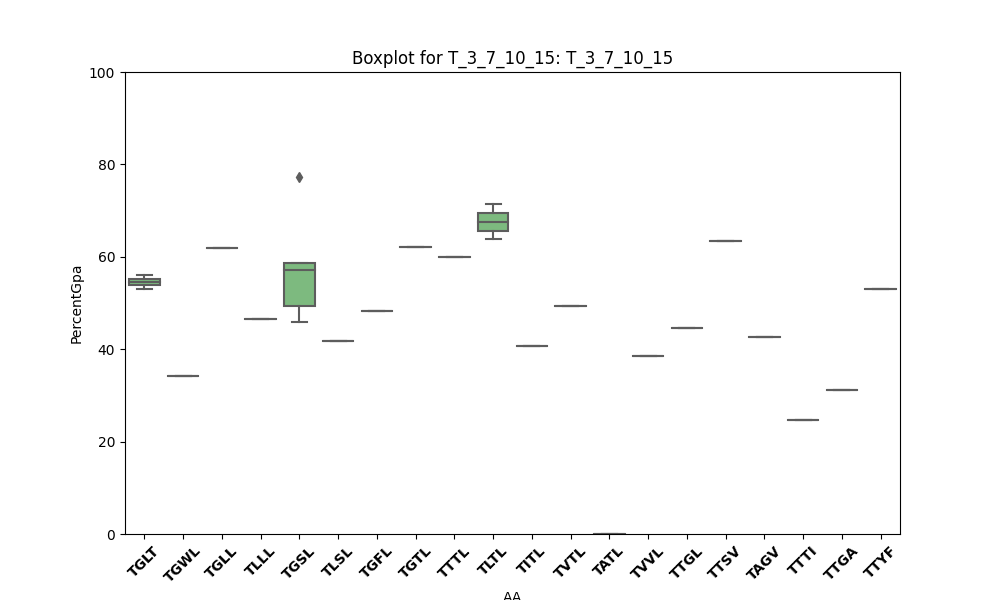 Boxplot for T_3_7_10_15: T_3_7_10_15
100
80
60
40
20
0
PercentGpa
TGLT TGWL TGLL TLLL TGSL TLSL TGFL TGTL TTTL TLTL TITL TVTL TATL TVVL TTGL TTSV TAGV TTTI TTGA TTYF
AA